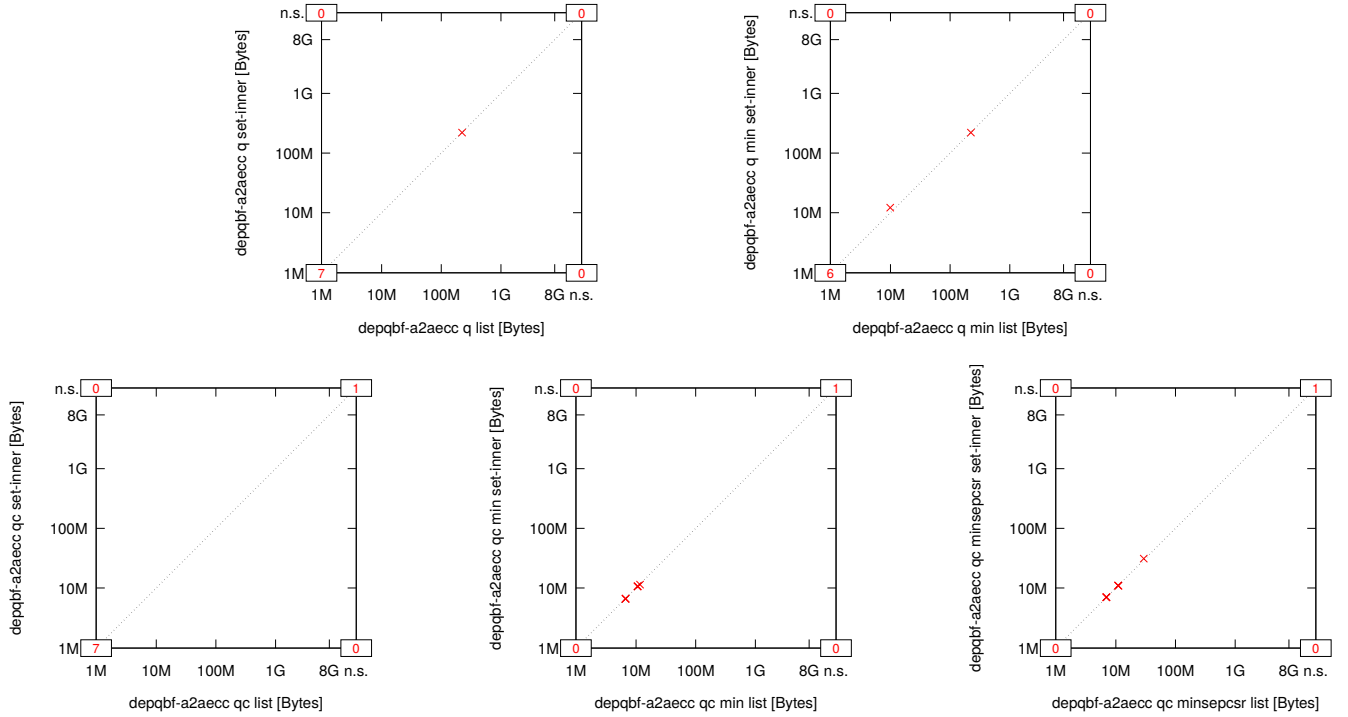 depqbf-a2aecc q set-inner [Bytes]
n.s. 0 0
8G
1G
100M
10M
1M 7 0
1M 10M 100M 1G 8G n.s.
depqbf-a2aecc q list [Bytes]
depqbf-a2aecc q min set-inner [Bytes]
n.s. 0 0
8G
1G
100M
10M
1M 6 0
1M 10M 100M 1G 8G n.s.
depqbf-a2aecc q min list [Bytes]
depqbf-a2aecc qc set-inner [Bytes]
n.s. 0 1
8G
1G
100M
10M
1M 7 0
1M 10M 100M 1G 8G n.s.
depqbf-a2aecc qc list [Bytes]
depqbf-a2aecc qc min set-inner [Bytes]
n.s. 0 1
8G
1G
100M
10M
1M 0 0
1M 10M 100M 1G 8G n.s.
depqbf-a2aecc qc min list [Bytes]
depqbf-a2aecc qc minsepcsr set-inner [Bytes]
n.s. 0 1
8G
1G
100M
10M
1M 0 0
1M 10M 100M 1G 8G n.s.
depqbf-a2aecc qc minsepcsr list [Bytes]